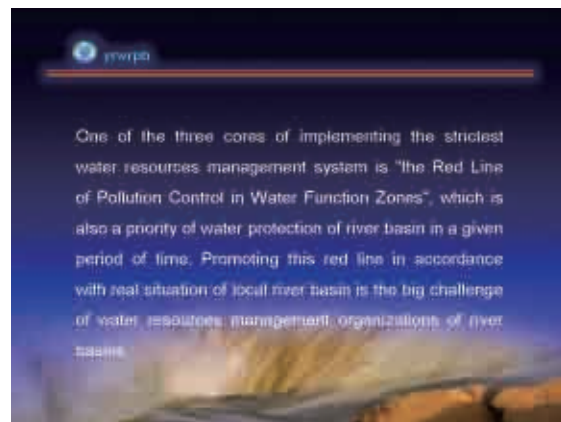 yrwrpb
One of the three cores of implementing the strictest
water resources management system is "the Red Line
of Pollution Control in Water Function Zones", which is
also a priority of water protection of river basin in a given
period of time. Promoting this red line in accordance
with real situation of local river basin is the big challenge
of water resources management organizations of river
basins.